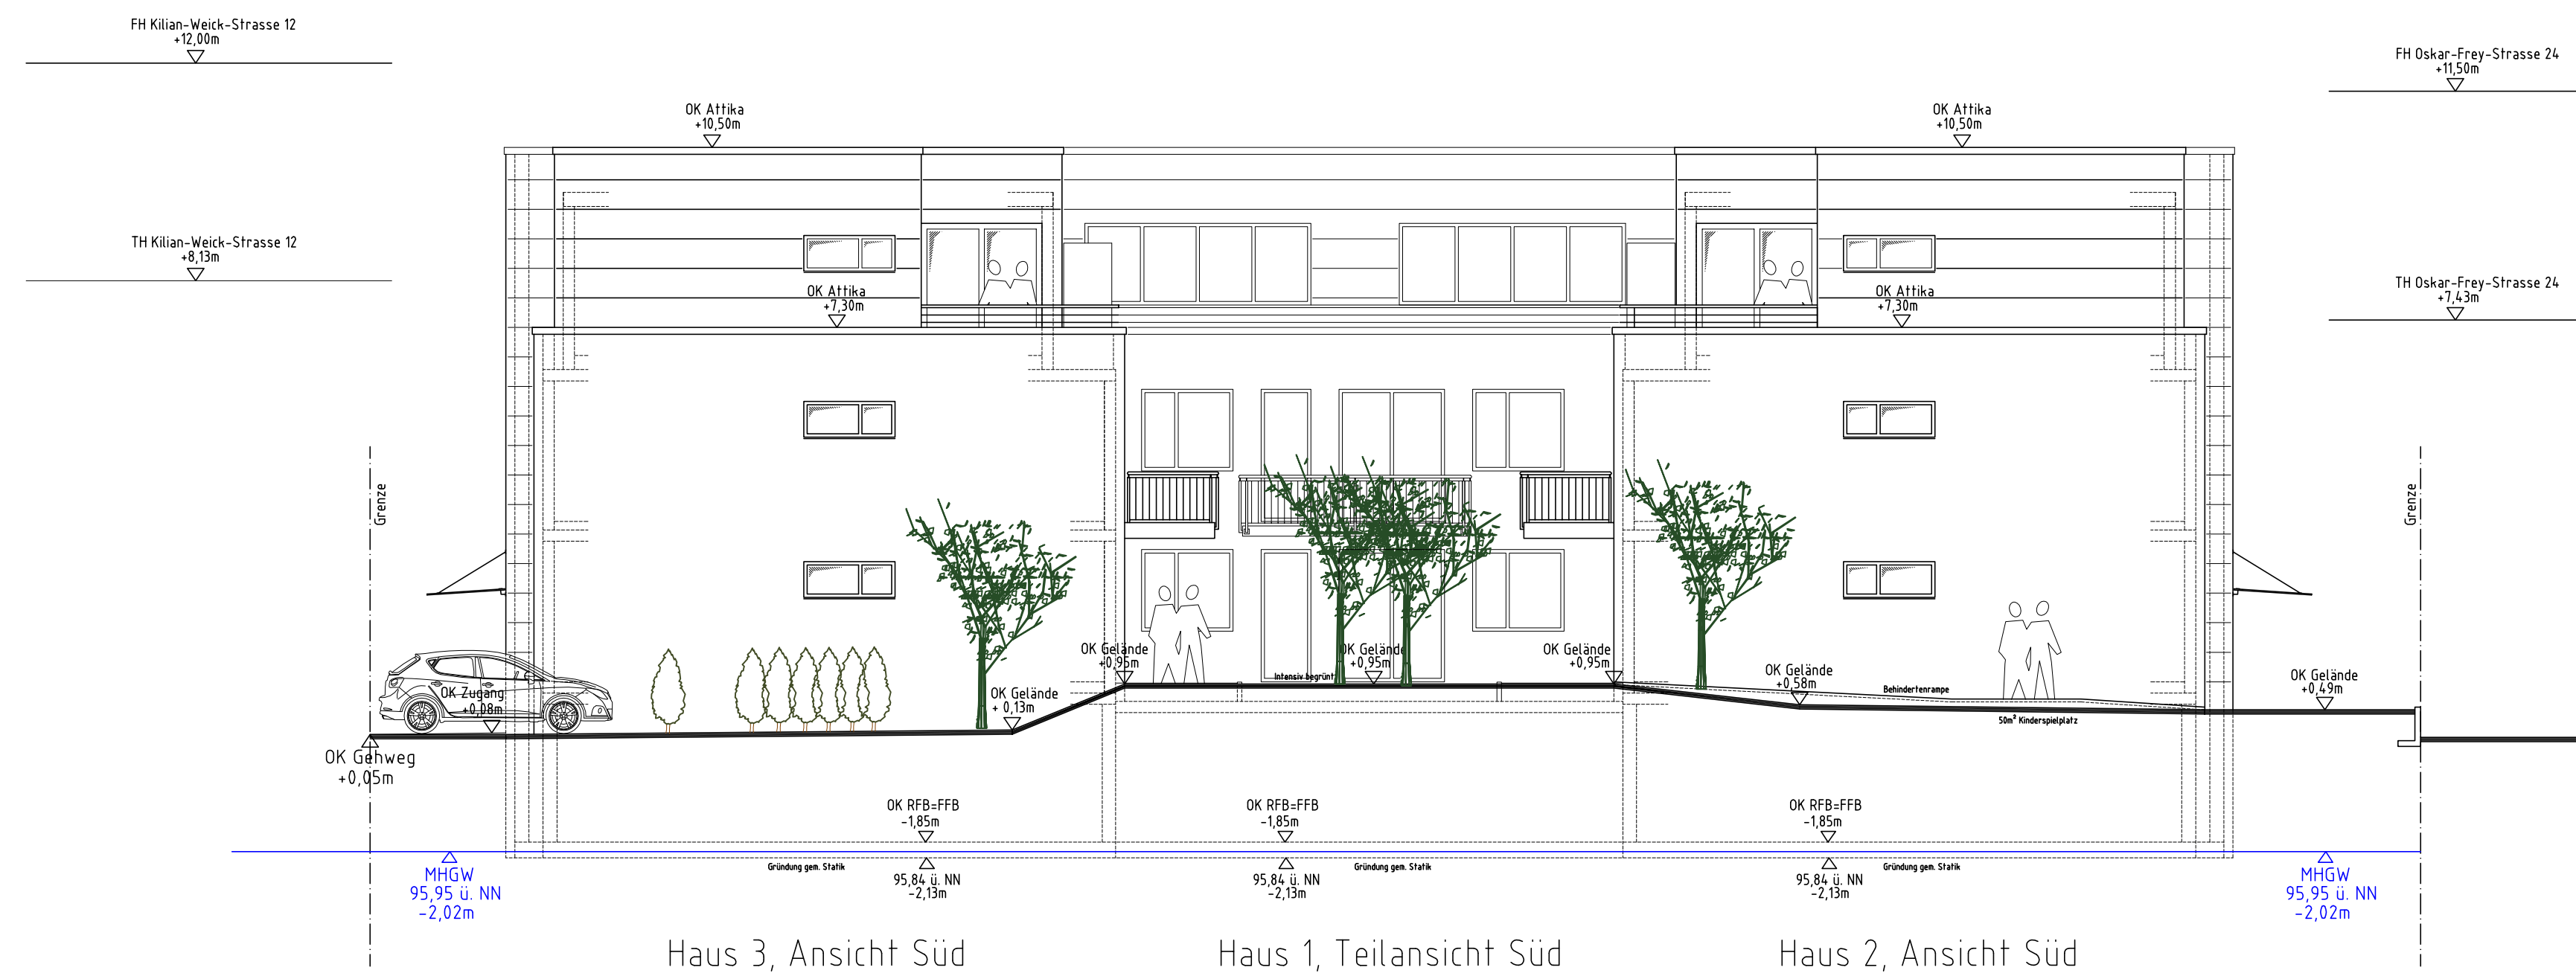 FH Kilian-Weick-Strasse 12
+12,00m
FH Oskar-Frey-Strasse 24
+11,50m
OK Attika
+10,50m
OK Attika
+10,50m
TH Kilian-Weick-Strasse 12
+8,13m
TH Oskar-Frey-Strasse 24
+7,43m
OK Attika
+7,30m
OK Attika
+7,30m
Grenze
Grenze
OK Gelände
+0,95m
OK Gelände
+0,95m
OK Gelände
+0,95m
Intensiv begrünt
OK Gelände
+0,58m
Behindertenrampe
OK Gelände
+0,49m
OK Zugang
+0,08m
OK Gelände
+ 0,13m
50m² Kinderspielplatz
OK Gehweg
+0,05m
OK RFB=FFB
-1,85m
OK RFB=FFB
-1,85m
OK RFB=FFB
-1,85m
Gründung gem. Statik
Gründung gem. Statik
Gründung gem. Statik
MHGW
95,95 ü. NN
-2,02m
95,84 ü. NN
-2,13m
95,84 ü. NN
-2,13m
95,84 ü. NN
-2,13m
MHGW
95,95 ü. NN
-2,02m
Haus 3, Ansicht Süd
Haus 1, Teilansicht Süd
Haus 2, Ansicht Süd